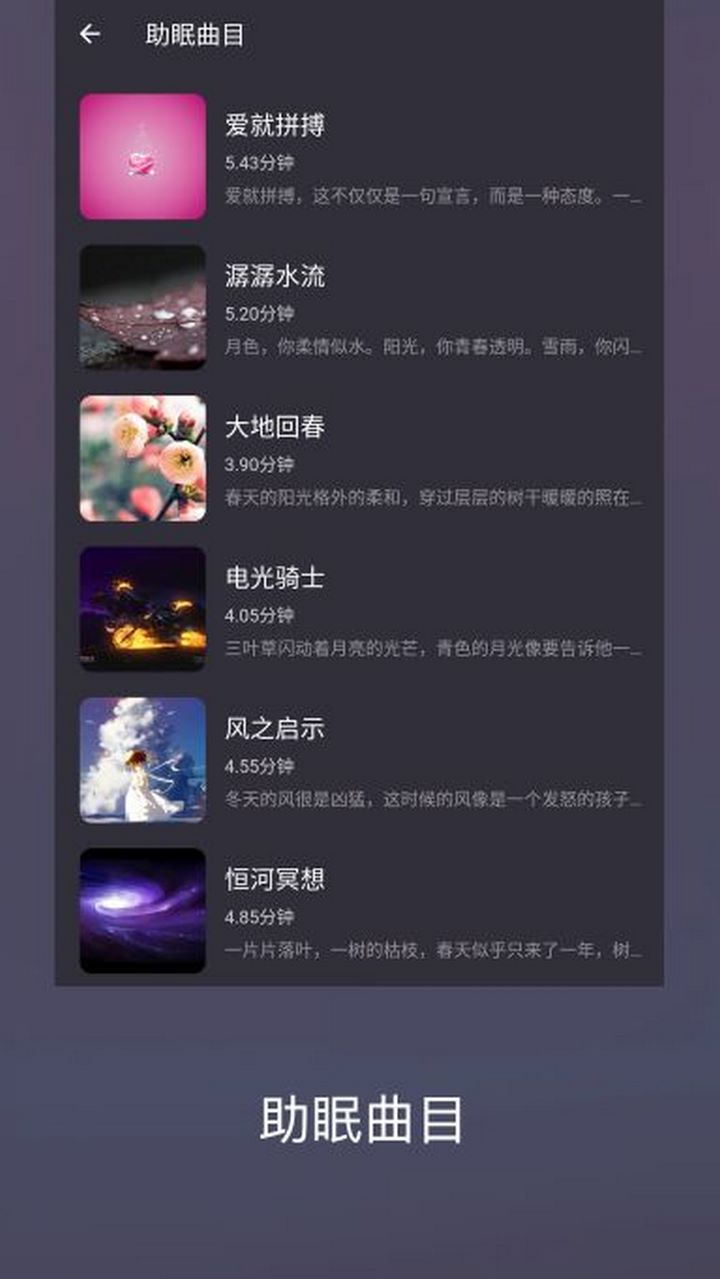 助眠曲目
爱就拼搏
5.43分钟
爱就拼搏，这不仅仅是一句宣言，而是一种态度。一...
潺潺水流
5.20分钟
月色，你柔情似水。阳光，你青春透明。雪雨，你闪...
大地回春
3.90分钟
春天的阳光格外的柔和，穿过层层的树干暖暖的照在...
电光骑士
4.05分钟
三叶草闪动着月亮的光芒，青色的月光像要告诉他一...
风之启示
4.55分钟
冬天的风很是凶猛，这时候的风像是一个发怒的孩子...
恒河冥想
4.85分钟
一片片落叶，一树的枯枝，春天似乎只来了一年，树...
助眠曲目